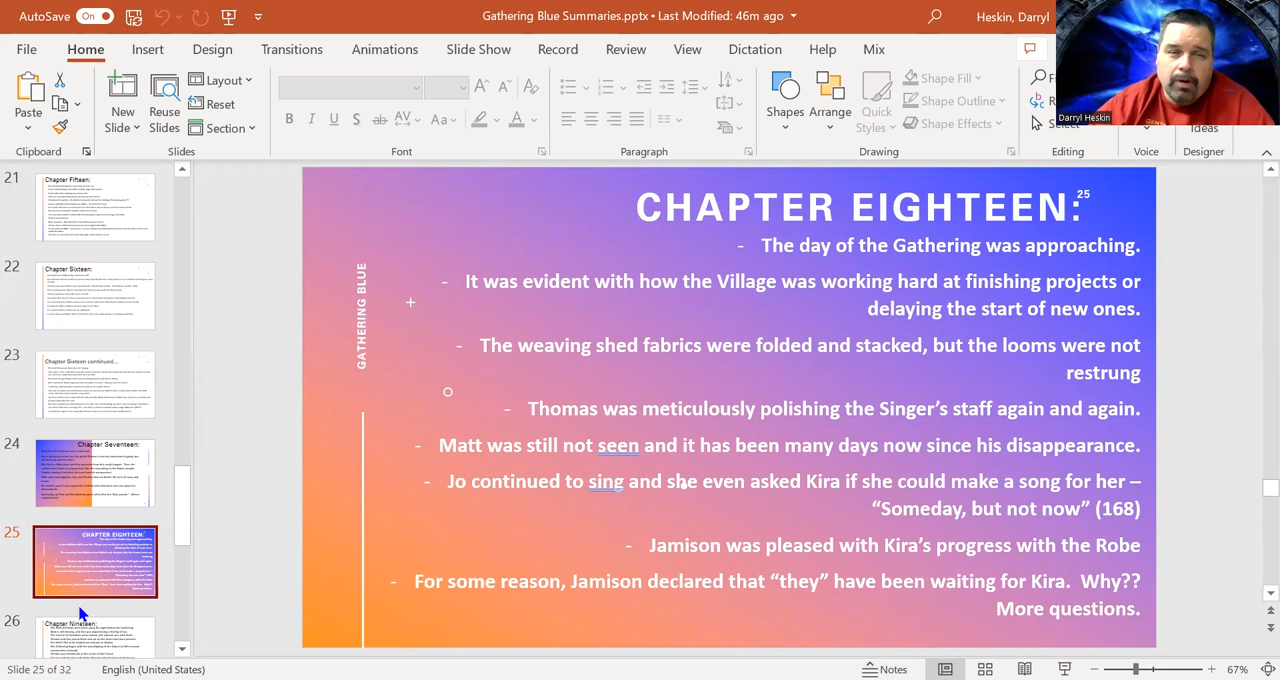 AutoSave
On
Gathering Blue Summaries.pptx • Last Modified: 46m ago
Heskin, Darryl
File Home Insert Design Transitions Animations Slide Show Record Review View Dictation Help Mix
Paste
New
Slide
Reuse
Slides
Layout
Reset
Section
B I U S ab AV Aa A
Shapes
Arrange
Quick
Styles
Shape Fill
Shape Outline
Shape Effects
Select
Ideas
Darryl Heskin
Clipboard
Slides
Font
Paragraph
Drawing
Editing
Voice
Designer
21
Chapter Fifteen:
22
Chapter Sixteen:
23
Chapter Sixteen continued...
24
Chapter Seventeen:
25
CHAPTER EIGHTEEN:
26
Chapter Nineteen:
GATHERING BLUE
CHAPTER EIGHTEEN:
25
- The day of the Gathering was approaching.
- It was evident with how the Village was working hard at finishing projects or
delaying the start of new ones.
- The weaving shed fabrics were folded and stacked, but the looms were not
restrung
- Thomas was meticulously polishing the Singer's staff again and again.
- Matt was still not seen and it has been many days now since his disappearance.
- Jo continued to sing and she even asked Kira if she could make a song for her –
"Someday, but not now" (168)
- Jamison was pleased with Kira's progress with the Robe
- For some reason, Jamison declared that "they" have been waiting for Kira. Why??
More questions.
Slide 25 of 32
English (United States)
Notes
67%